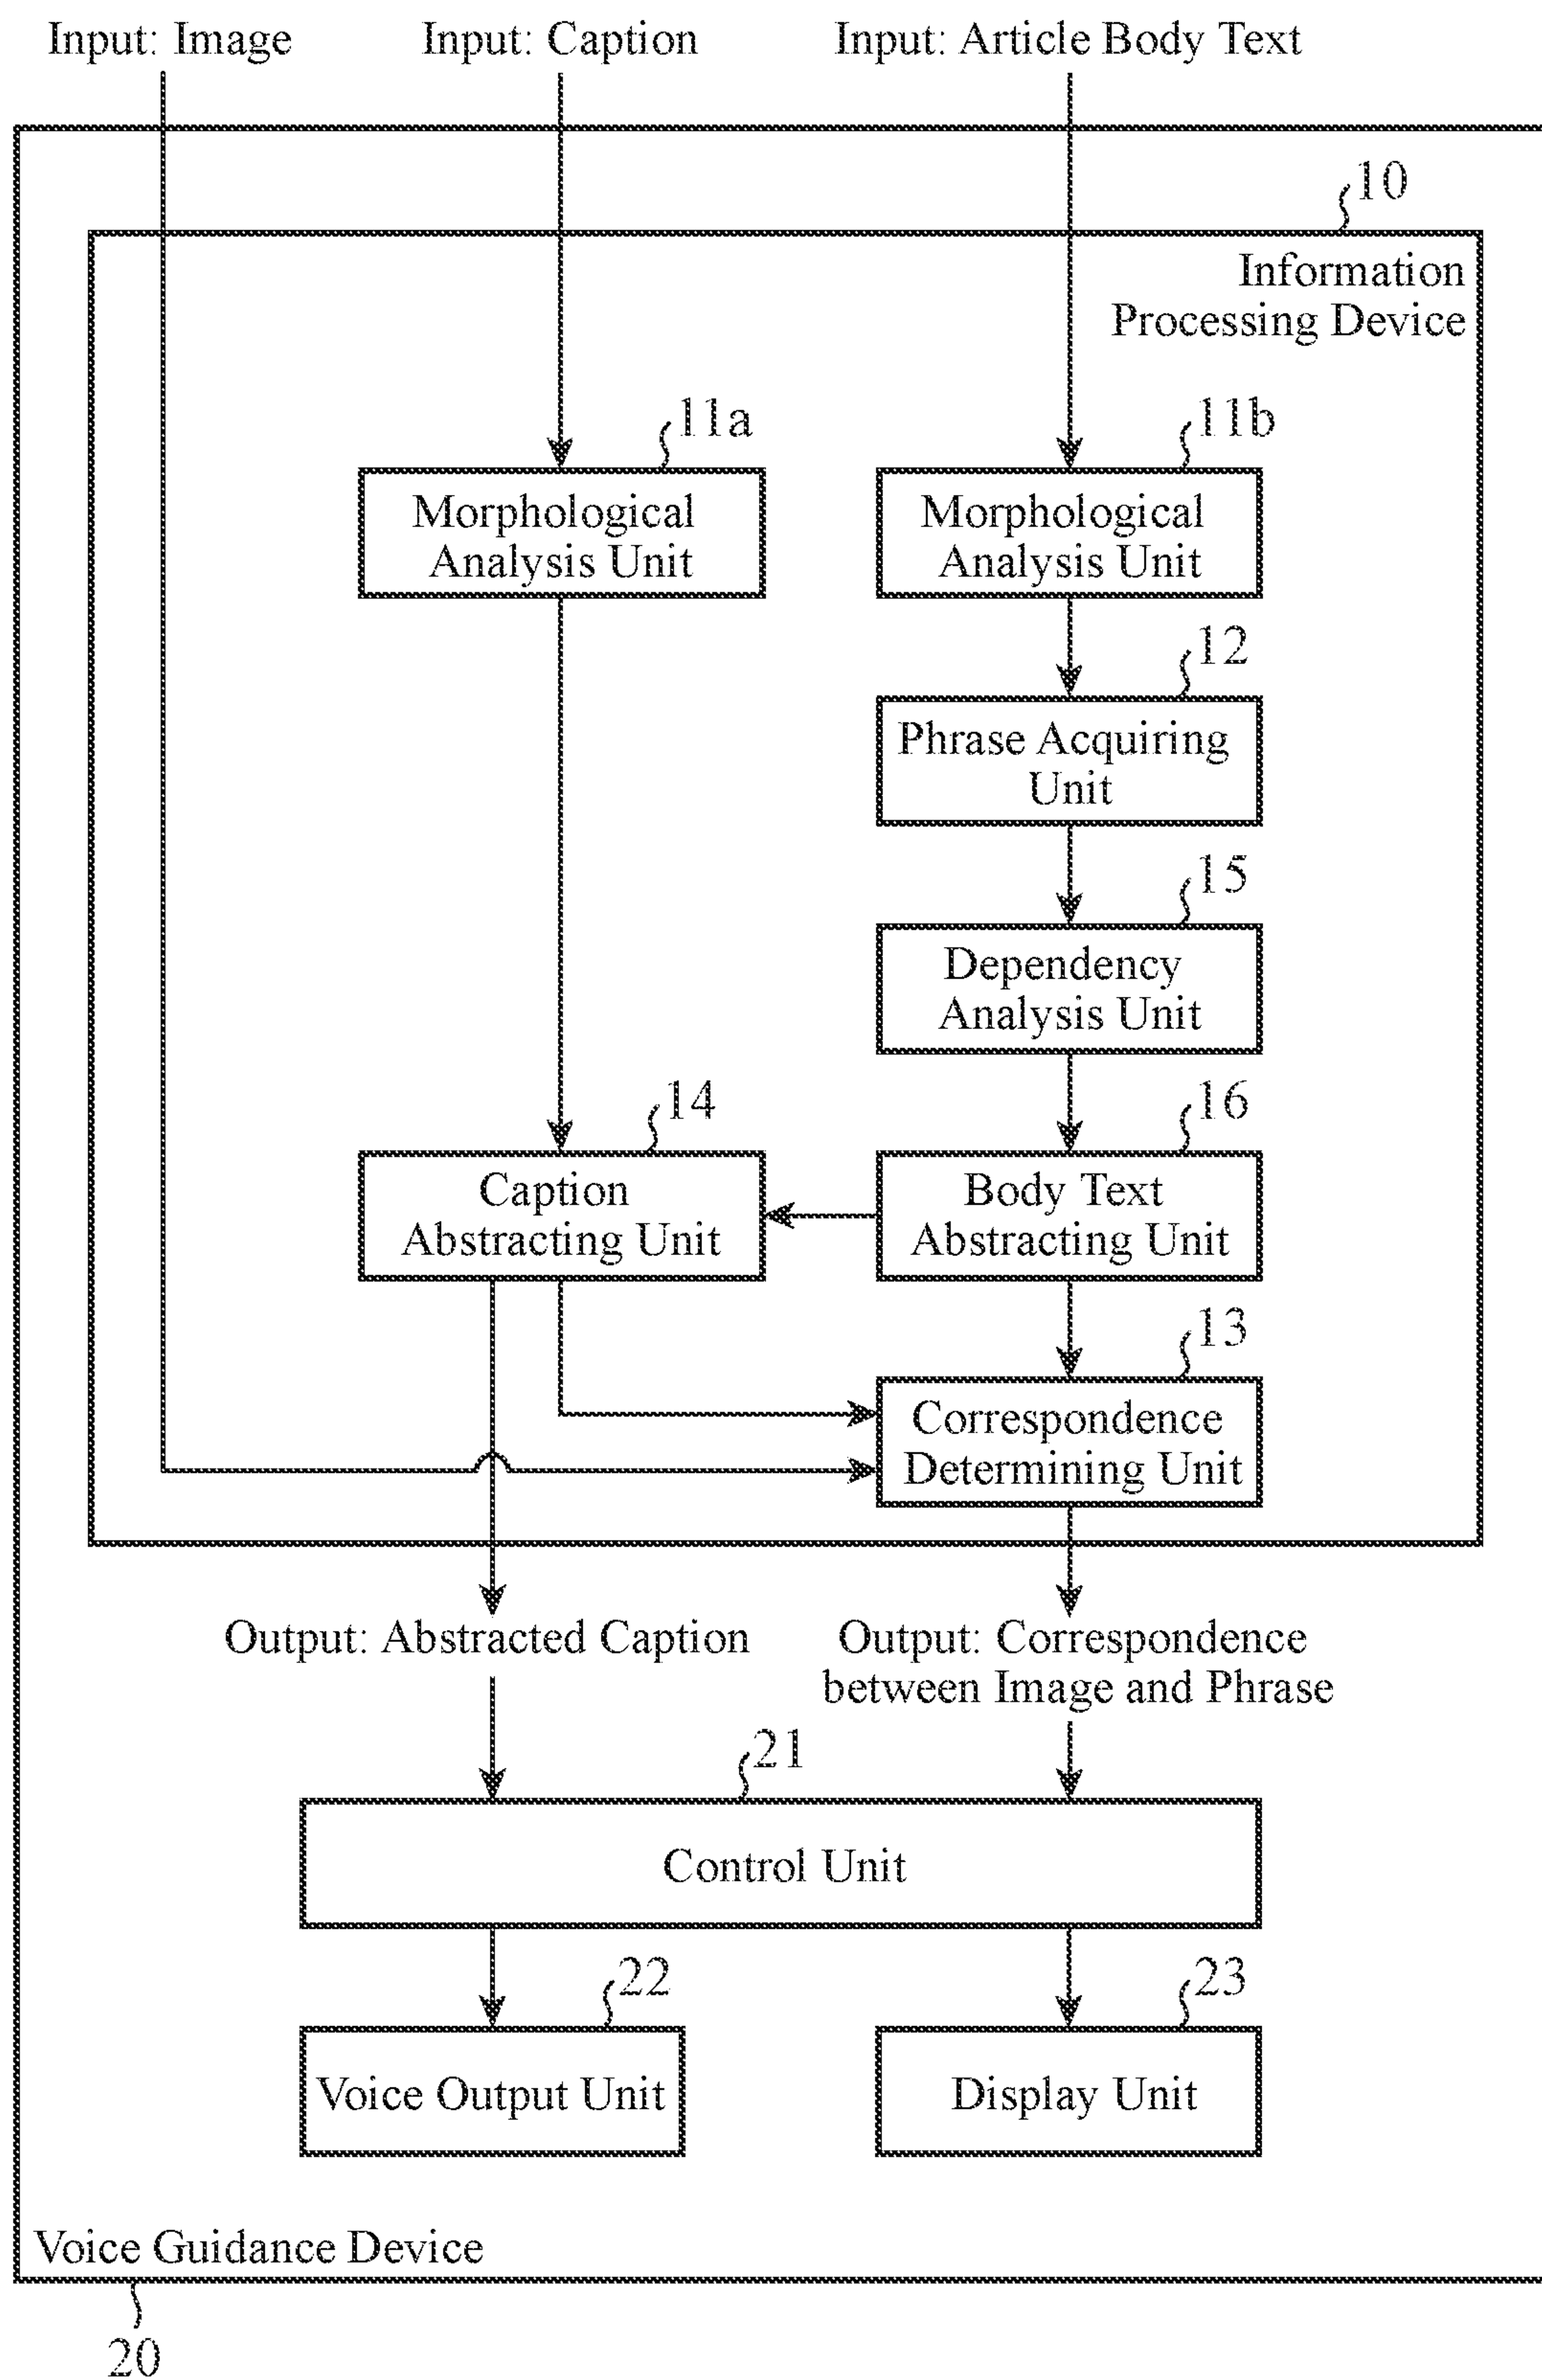 Input: Image
Input: Caption
Input: Article Body Text
10
Information
Processing Device
11a
11b
Morphological
Analysis Unit
Morphological
Analysis Unit
12
Phrase Acquiring
Unit
15
Dependency
Analysis Unit
14
16
Caption
Abstracting Unit
Body Text
Abstracting Unit
13
Correspondence
Determining Unit
Output: Abstracted Caption
Output: Correspondence
between Image and Phrase
21
Control Unit
22
23
Voice Output Unit
Display Unit
Voice Guidance Device
20